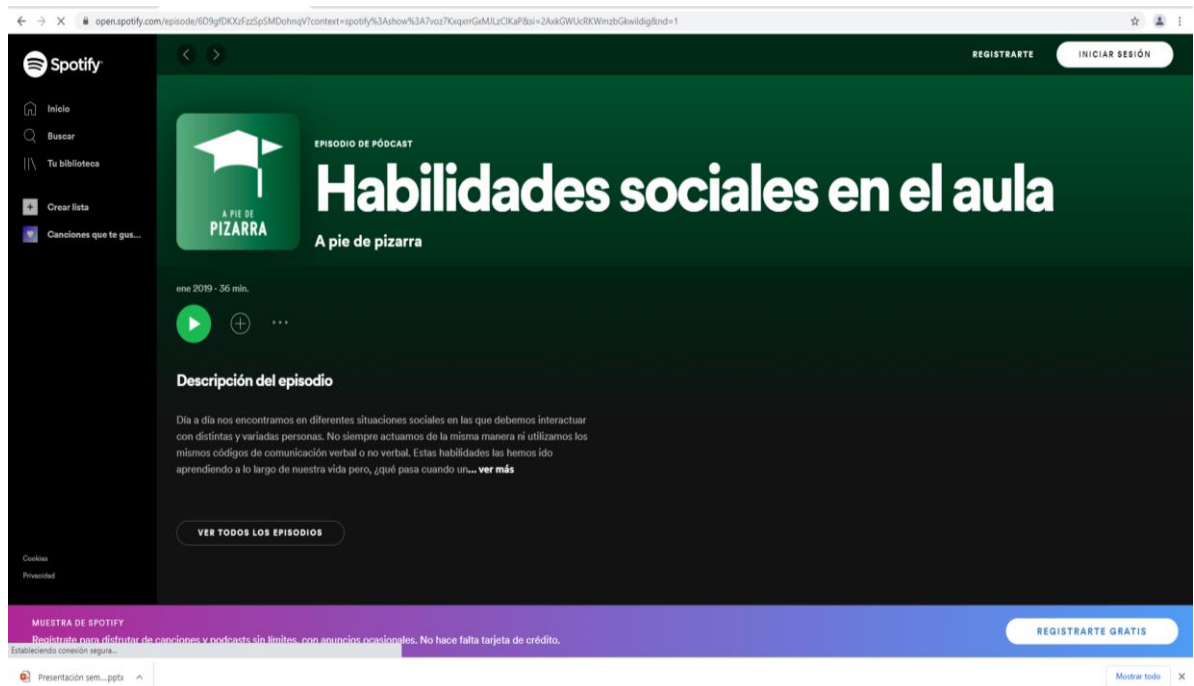 open.spotify.com/episode/6D9gfDKXzFzzSpSMDohnqV?context=spotify%3Ashow%3A7voz7KxqxrrGxMJLzClKaP&si=2AxkGWUcRKWmzbGkwildig&nd=1
Spotify
REGISTRARTE
INICIAR SESIÓN
Inicio
Buscar
Tu biblioteca
Crear lista
Canciones que te gus...
A PIE DE
PIZARRA
EPISODIO DE PÓDCAST
Habilidades sociales en el aula
A pie de pizarra
ene 2019 · 36 min.
Descripción del episodio
Día a día nos encontramos en diferentes situaciones sociales en las que debemos interactuar
con distintas y variadas personas. No siempre actuamos de la misma manera ni utilizamos los
mismos códigos de comunicación verbal o no verbal. Estas habilidades las hemos ido
aprendiendo a lo largo de nuestra vida pero, ¿qué pasa cuando un... ver más
VER TODOS LOS EPISODIOS
Cookies
Privacidad
MUESTRA DE SPOTIFY
Regístrate para disfrutar de canciones y podcasts sin límites, con anuncios ocasionales. No hace falta tarjeta de crédito.
REGISTRARTE GRATIS
Estableciendo conexión segura...
Presentación sem....pptx
Mostrar todo